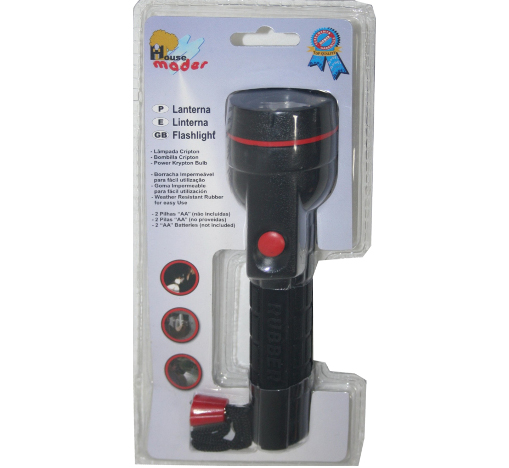 House
mader
P Lanterna
E Linterna
GB Flashlight
- Lâmpada Cripton
- Bombilla Cripton
- Power Krypton Bulb
- Borracha Impermeável
para fácil utilização
- Goma Impermeable
para fácil utilización
- Weather Resistant Rubber
for easy Use
- 2 Pilhas "AA" (não incluídas)
- 2 Pilas "AA" (no proveidas)
- 2 "AA" Batteries (not included)
RUBBER